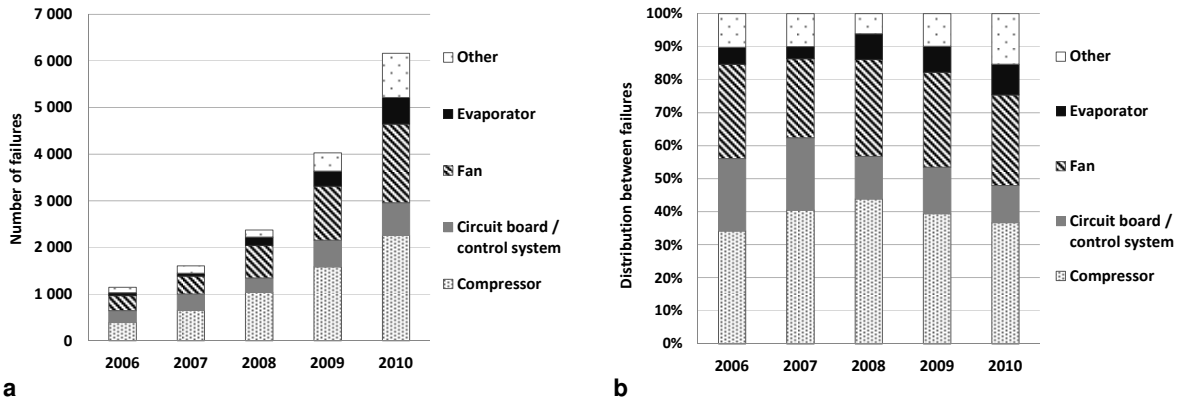 7 000
6 000
5 000
4 000
3 000
2 000
1 000
0
Number of failures
2006 2007 2008 2009 2010
Other
Evaporator
Fan
Circuit board /
control system
Compressor
a
100%
90%
80%
70%
60%
50%
40%
30%
20%
10%
0%
Distribution between failures
2006 2007 2008 2009 2010
Other
Evaporator
Fan
Circuit board /
control system
Compressor
b